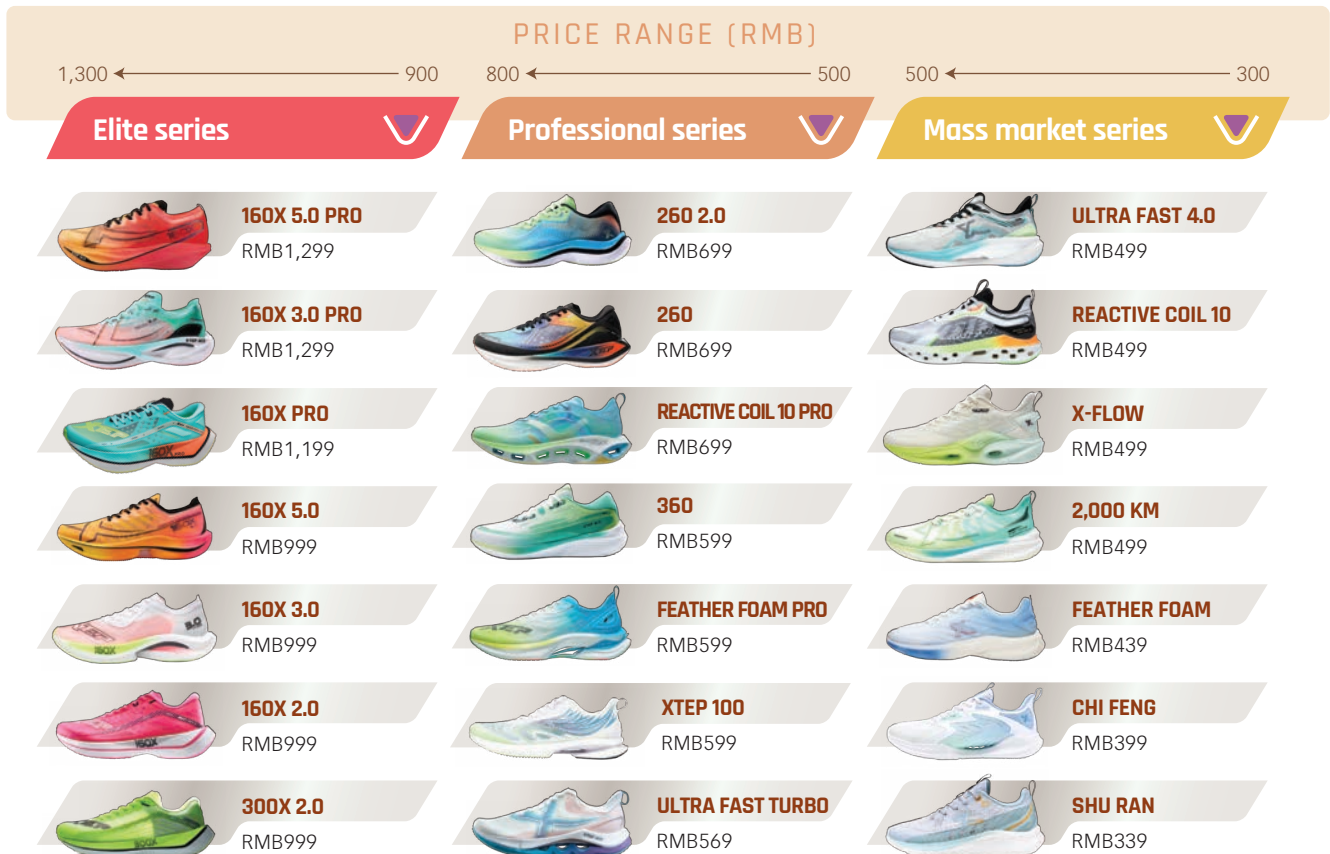 PRICE RANGE (RMB)
1,300 900 800 500 500 300
Elite series
Professional series
Mass market series
160X 5.0 PRO
RMB1,299
160X 3.0 PRO
RMB1,299
160X PRO
RMB1,199
160X 5.0
RMB999
160X 3.0
RMB999
160X 2.0
RMB999
300X 2.0
RMB999
260 2.0
RMB699
260
RMB699
REACTIVE COIL 10 PRO
RMB699
360
RMB599
FEATHER FOAM PRO
RMB599
XTEP 100
RMB599
ULTRA FAST TURBO
RMB569
ULTRA FAST 4.0
RMB499
REACTIVE COIL 10
RMB499
X-FLOW
RMB499
2,000 KM
RMB499
FEATHER FOAM
RMB439
CHI FENG
RMB399
SHU RAN
RMB339